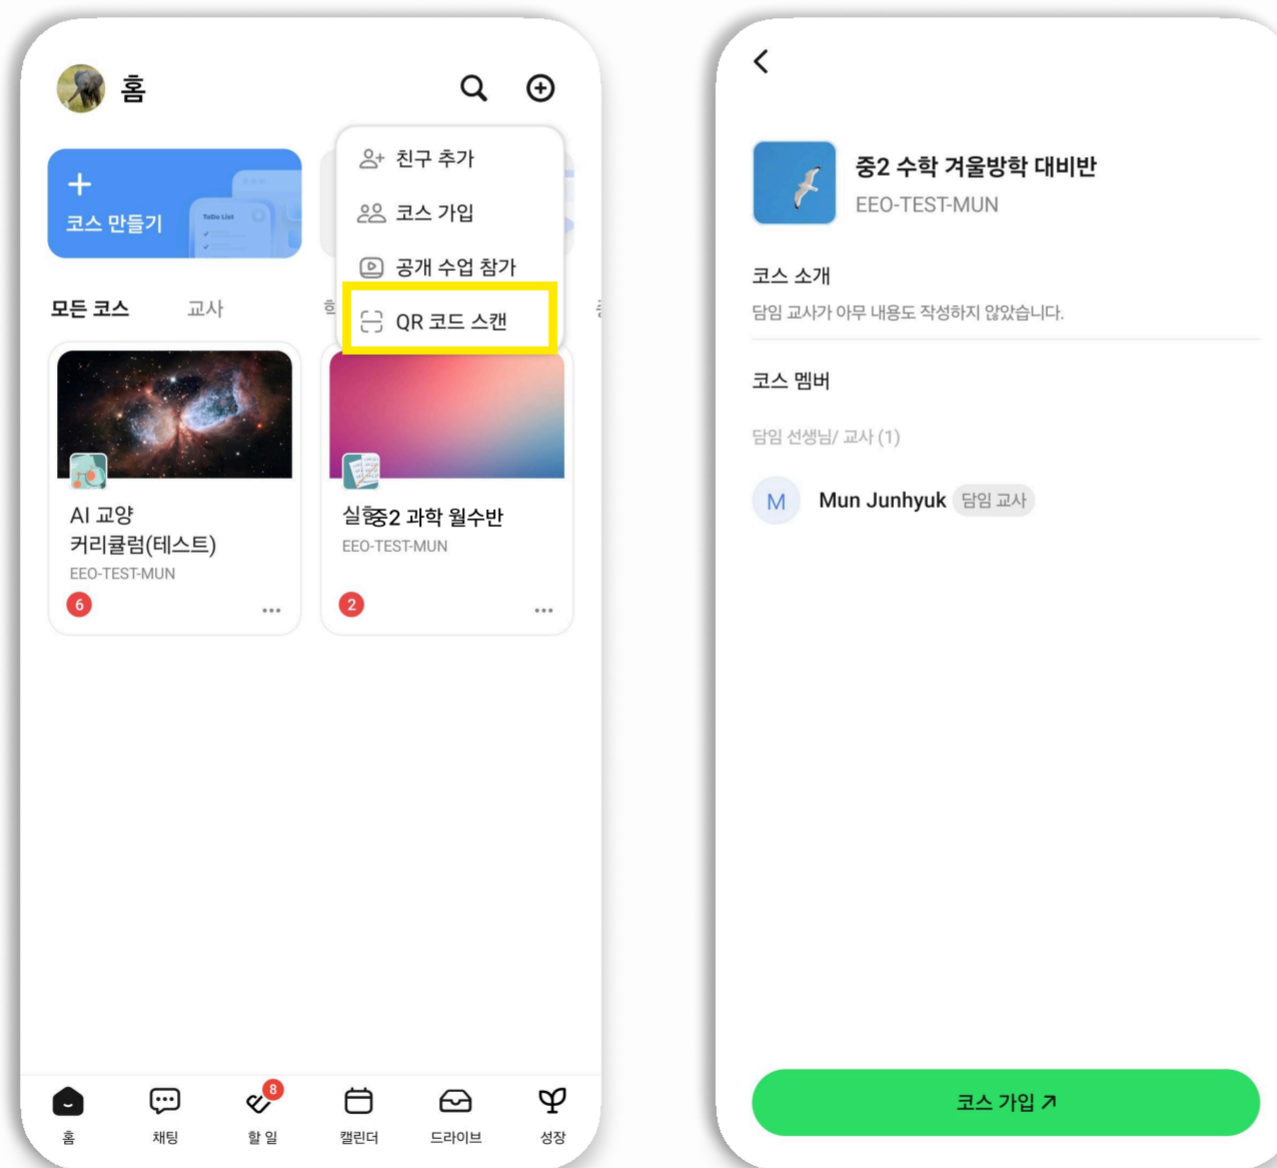 홈
친구 추가
코스 가입
공개 수업 참가
QR 코드 스캔
코스 만들기
ToDo List
모든 코스
교사
AI 교양
커리큘럼(테스트)
EEO-TEST-MUN
6
중2 과학 월수반
EEO-TEST-MUN
2
8
홈
채팅
할 일
캘린더
드라이브
성장
중2 수학 겨울방학 대비반
EEO-TEST-MUN
코스 소개
담임 교사가 아무 내용도 작성하지 않았습니다.
코스 멤버
담임 선생님/ 교사 (1)
M
Mun Junhyuk 담임 교사
코스 가입